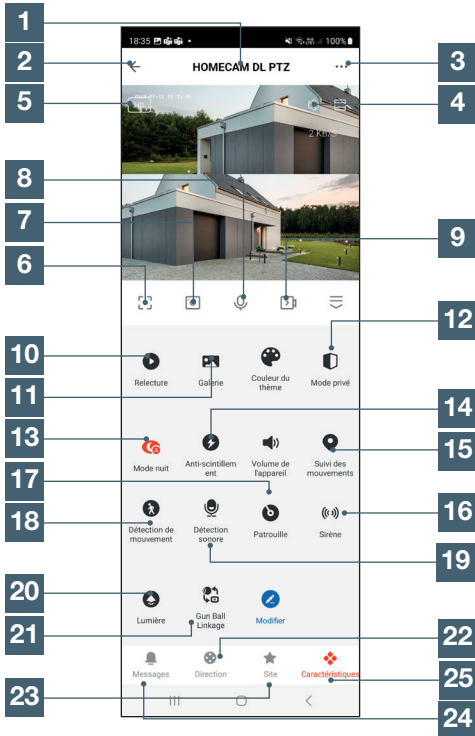 1
18:35 100%
2
HOMECAM DL PTZ
3
5
HD
4
2 KB/S
8
7
9
6
12
10
Relecture
Galerie
Couleur du
thème
Mode privé
11
14
13
Mode nuit
Anti-scintillem
ent
Volume de
l'appareil
Suivi des
mouvements
15
17
18
Détection de
mouvement
Détection
sonore
Patrouille
Sirène
16
19
20
Lumière
Gun Ball
Linkage
Modifier
21
22
Messages
Direction
Site
Caractéristiques
23
25
24